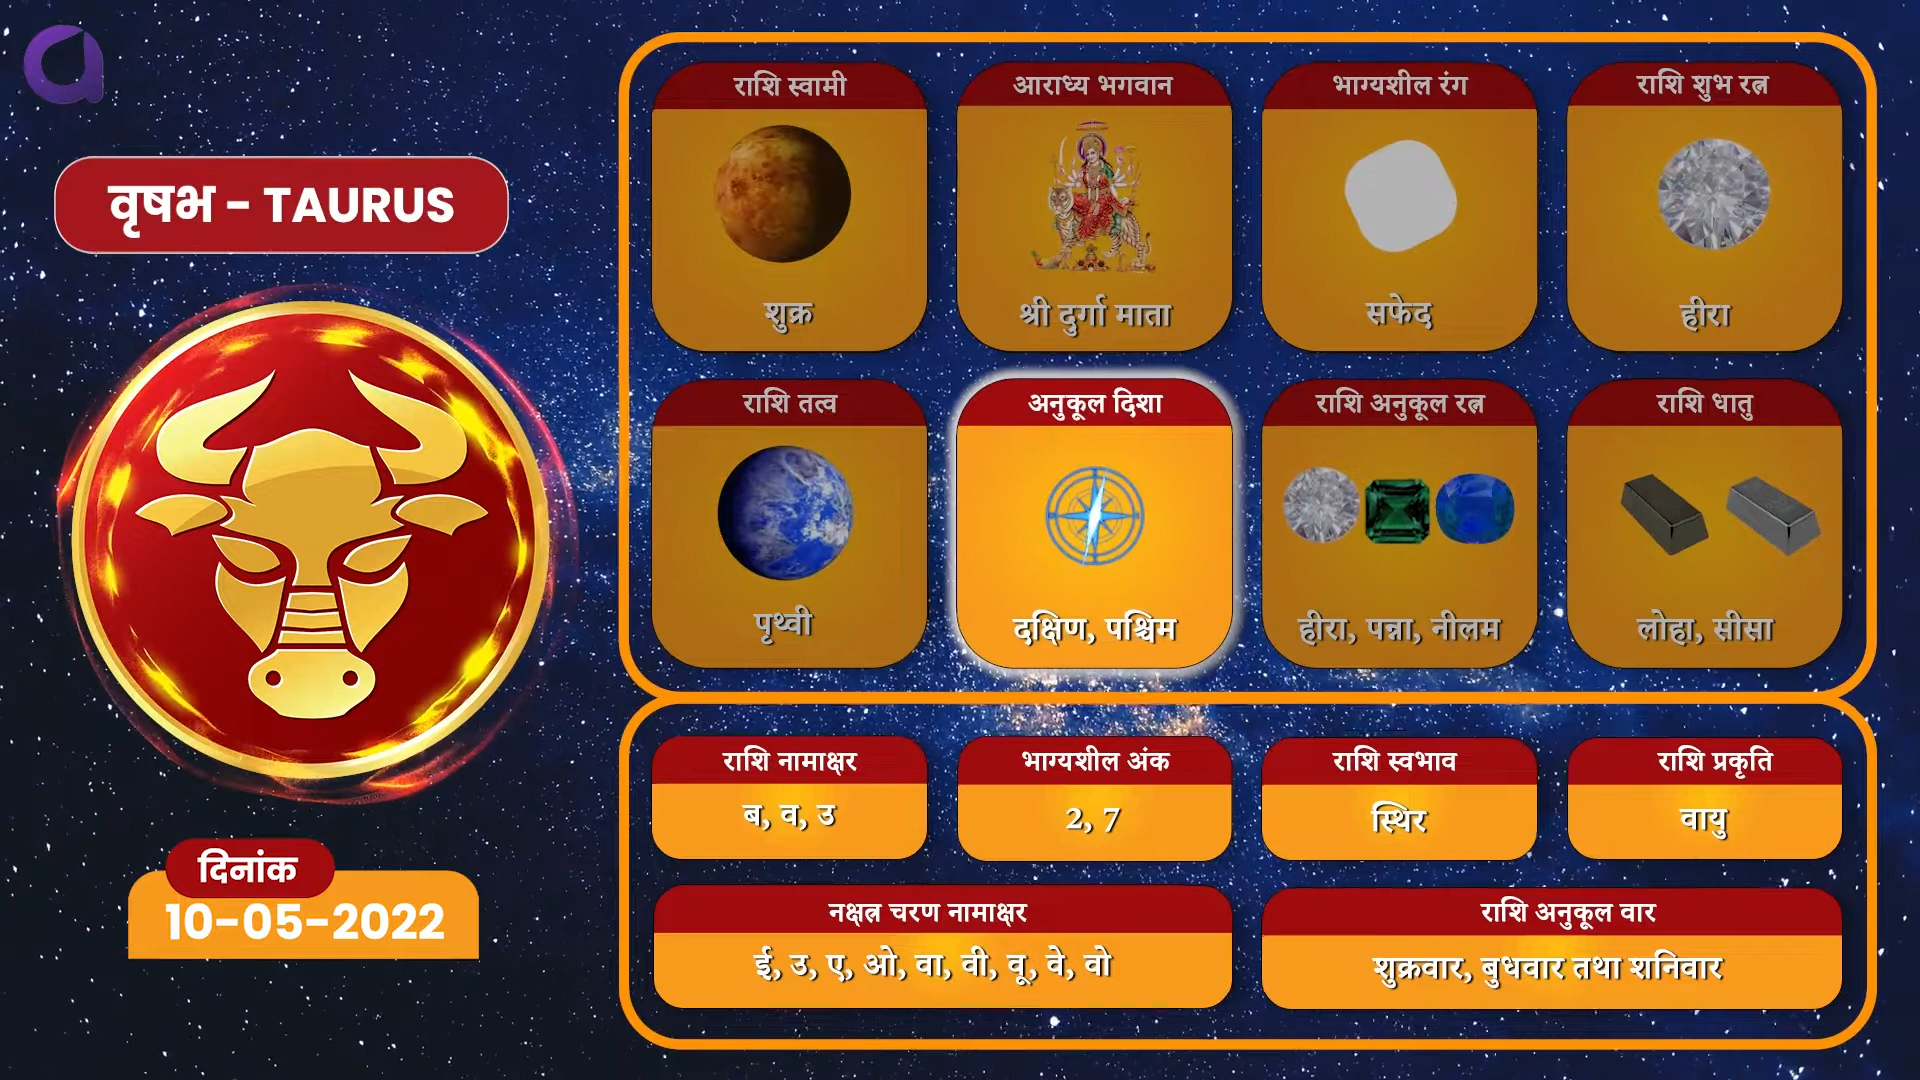 वृषभ - TAURUS
दिनांक
10-05-2022
राशि स्वामी
शुक्र
आराध्य भगवान
श्री दुर्गा माता
भाग्यशील रंग
सफेद
राशि शुभ रत्न
हीरा
राशि तत्व
पृथ्वी
अनुकूल दिशा
दक्षिण, पश्चिम
राशि अनुकूल रत्न
हीरा, पन्ना, नीलम
राशि धातु
लोहा, सीसा
राशि नामाक्षर
ब, व, उ
भाग्यशील अंक
2, 7
राशि स्वभाव
स्थिर
राशि प्रकृति
वायु
नक्षत्र चरण नामाक्षर
ई, उ, ए, ओ, वा, वी, वू, वे, वो
राशि अनुकूल वार
शुक्रवार, बुधवार तथा शनिवार